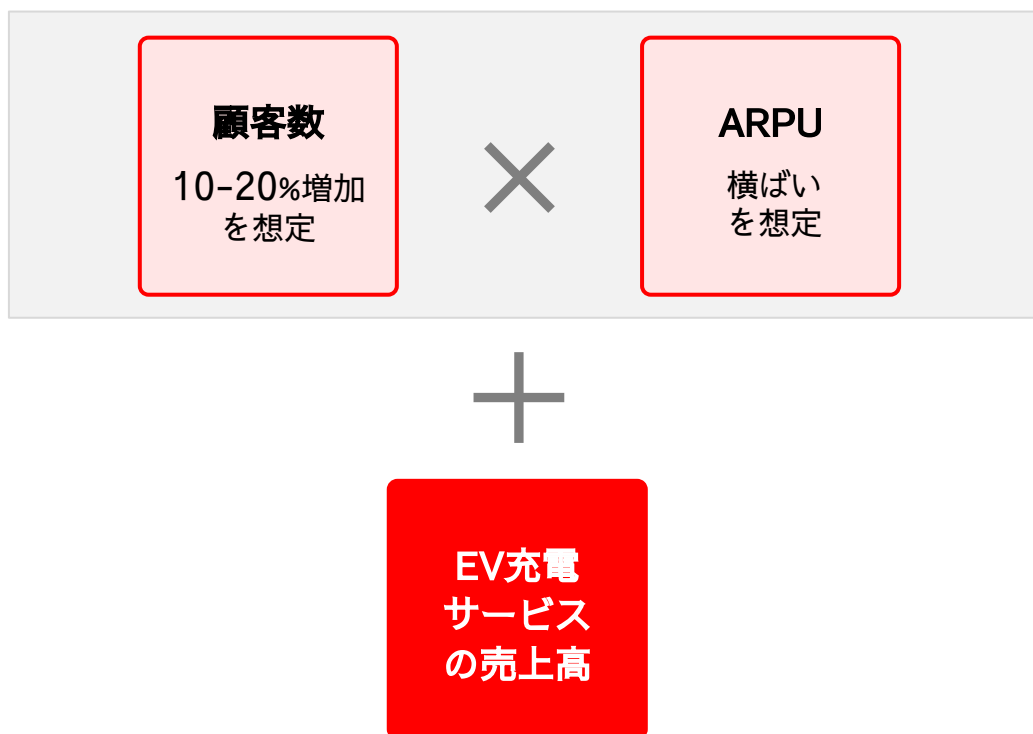 顧客数
10-20%増加
を想定
×
ARPU
横ばい
を想定
+
EV充電
サービス
の売上高